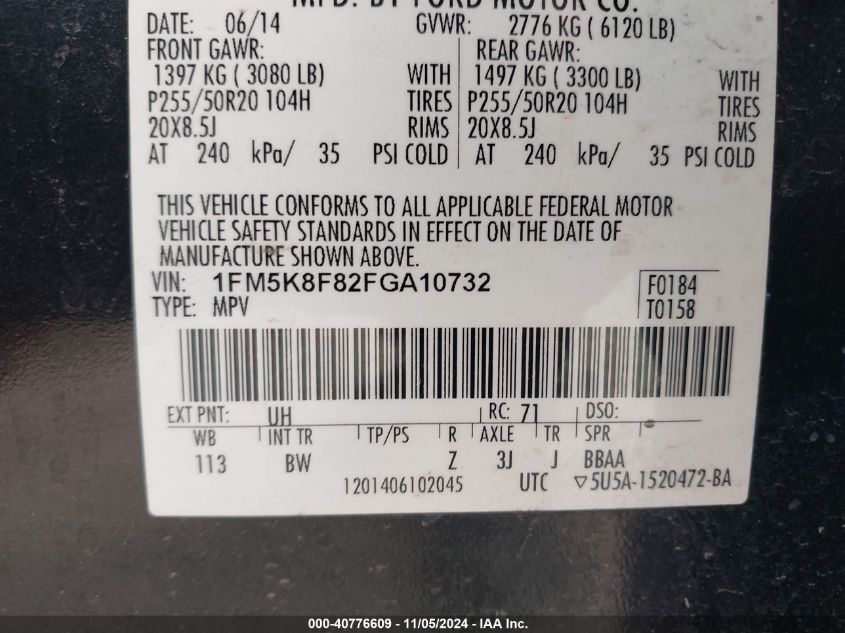 MFD. BY FORD MOTOR CO.
DATE: 06/14 GVWR: 2776 KG ( 6120 LB)
FRONT GAWR: REAR GAWR:
1397 KG ( 3080 LB) WITH 1497 KG ( 3300 LB) WITH
P255/50R20 104H TIRES P255/50R20 104H TIRES
20X8.5J RIMS 20X8.5J RIMS
AT 240 kPa/ 35 PSI COLD AT 240 kPa/ 35 PSI COLD
THIS VEHICLE CONFORMS TO ALL APPLICABLE FEDERAL MOTOR
VEHICLE SAFETY STANDARDS IN EFFECT ON THE DATE OF
MANUFACTURE SHOWN ABOVE.
VIN: 1FM5K8F82FGA10732 F0184
TYPE: MPV T0158
EXT PNT: UH RC: 71 DSO:
WB INT TR TP/PS R AXLE TR SPR
113 BW Z 3J J BBAA
1201406102045 UTC ▽5U5A-1520472-BA
000-40776609 - 11/05/2024 - IAA Inc.